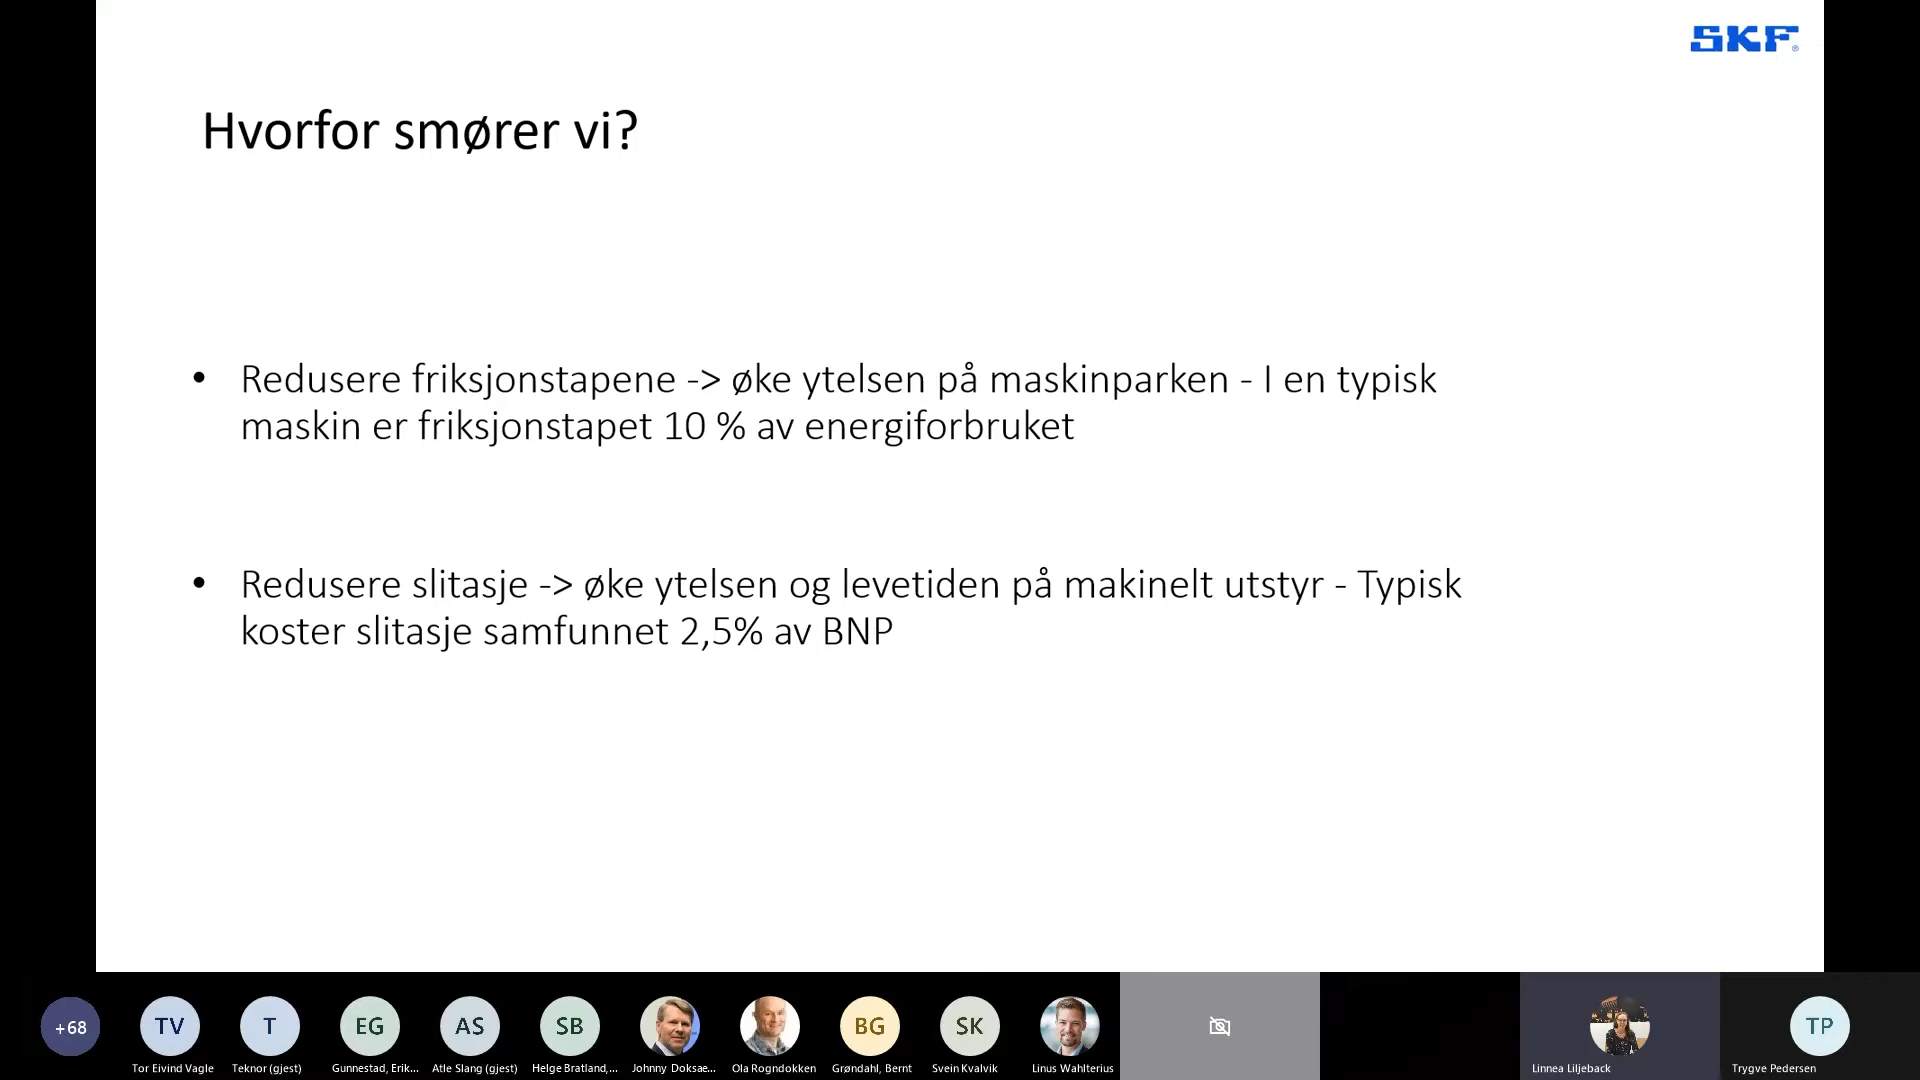 SKF
Hvorfor smører vi?
• Redusere friksjonstapene -> øke ytelsen på maskinparken - I en typisk
maskin er friksjonstapet 10 % av energiforbruket
• Redusere slitasje -> øke ytelsen og levetiden på makinelt utstyr - Typisk
koster slitasje samfunnet 2,5% av BNP
+68
TV
T
EG
AS
SB
BG
SK
TP
Tor Eivind Vagle
Teknor (gjest)
Gunnestad, Erik...
Atle Slang (gjest)
Helge Bratland,...
Johnny Doksæ...
Ola Rogndokken
Grøndahl, Bernt
Svein Kvalvik
Linus Wahlterius
Linnea Liljeback
Trygve Pedersen